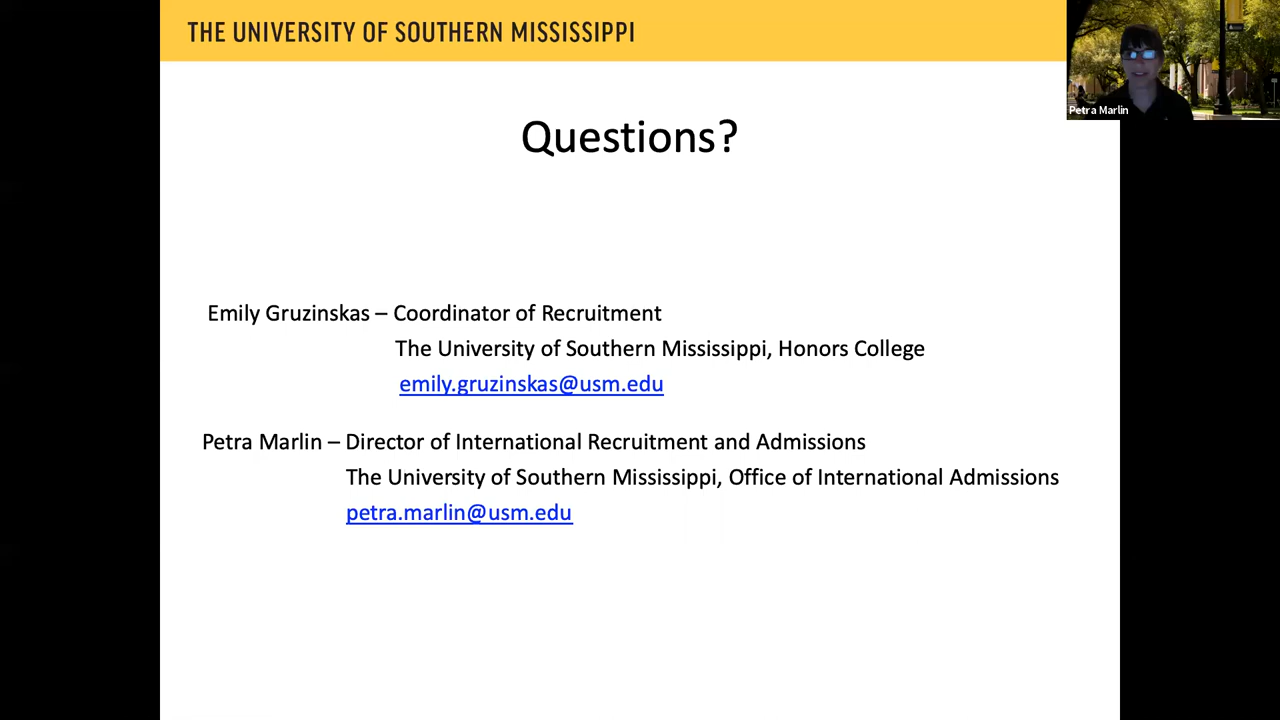 THE UNIVERSITY OF SOUTHERN MISSISSIPPI
Petra Marlin
Questions?
Emily Gruzinskas – Coordinator of Recruitment
The University of Southern Mississippi, Honors College
emily.gruzinskas@usm.edu
Petra Marlin – Director of International Recruitment and Admissions
The University of Southern Mississippi, Office of International Admissions
petra.marlin@usm.edu